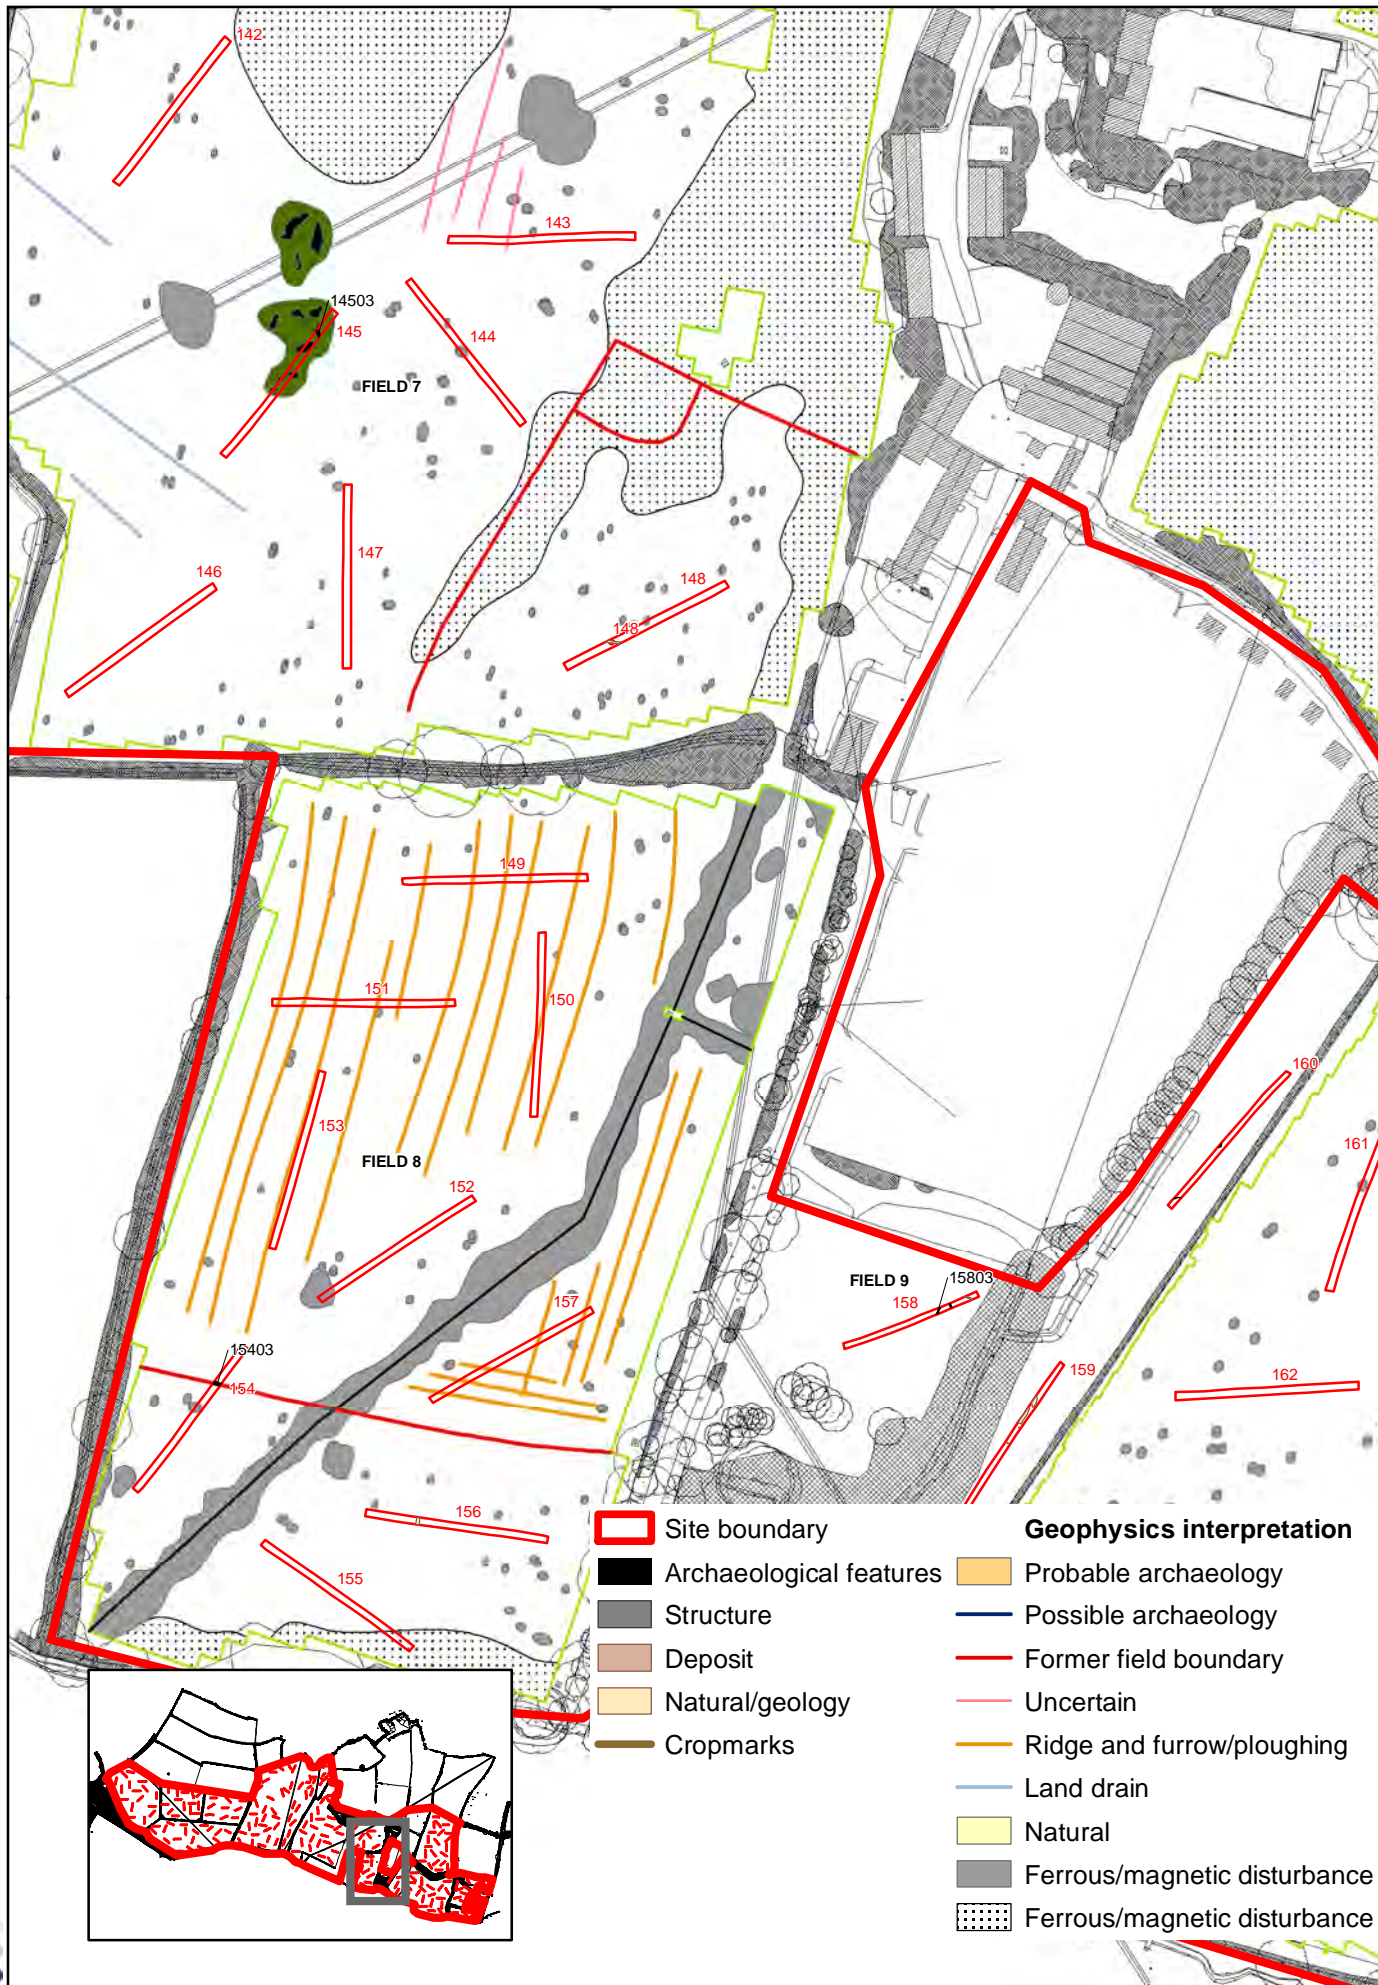 142
143
14503
145
144
FIELD 7
147
146
148
148
149
151
150
153
FIELD 8
152
160
161
FIELD 9
15803
158
157
15403
154
159
162
156
155
Site boundary
Archaeological features
Structure
Deposit
Natural/geology
Cropmarks
Geophysics interpretation
Probable archaeology
Possible archaeology
Former field boundary
Uncertain
Ridge and furrow/ploughing
Land drain
Natural
Ferrous/magnetic disturbance
Ferrous/magnetic disturbance